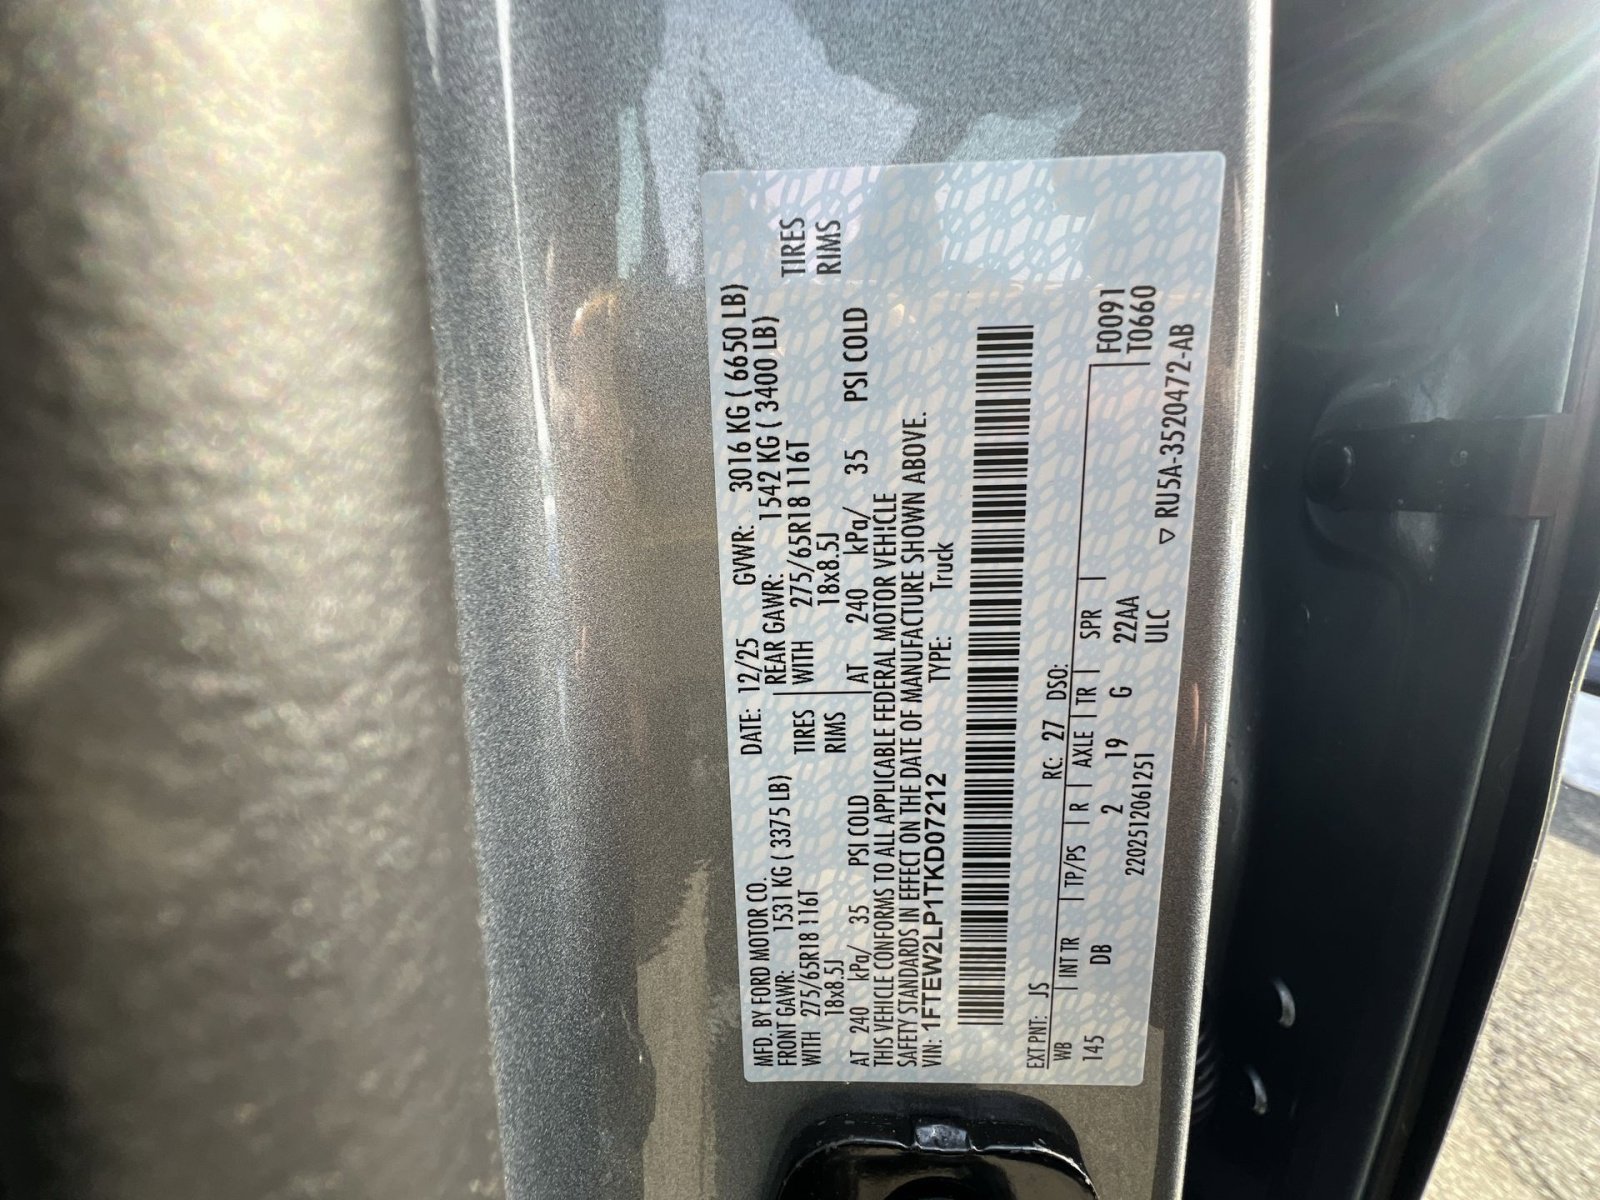 MFD. BY FORD MOTOR CO.
DATE: 12/25 GVWR: 3016 KG ( 6650 LB)
FRONT GAWR: 1531 KG ( 3375 LB) REAR GAWR: 1542 KG ( 3400 LB)
WITH 275/65R18 116T TIRES WITH 275/65R18 116T TIRES
18x8.5J RIMS 18x8.5J RIMS
AT 240 kPa/ 35 PSI COLD AT 240 kPa/ 35 PSI COLD
THIS VEHICLE CONFORMS TO ALL APPLICABLE FEDERAL MOTOR VEHICLE
SAFETY STANDARDS IN EFFECT ON THE DATE OF MANUFACTURE SHOWN ABOVE.
VIN: 1FTEW2LP1TKD07212 TYPE: Truck
EXT PNT: JS RC: 27 DSO: F0091
WB INT TR TP/PS R AXLE TR SPR T0660
145 DB 2 19 G 22AA
2202512061251 ULC ▽ RU5A-3520472-AB